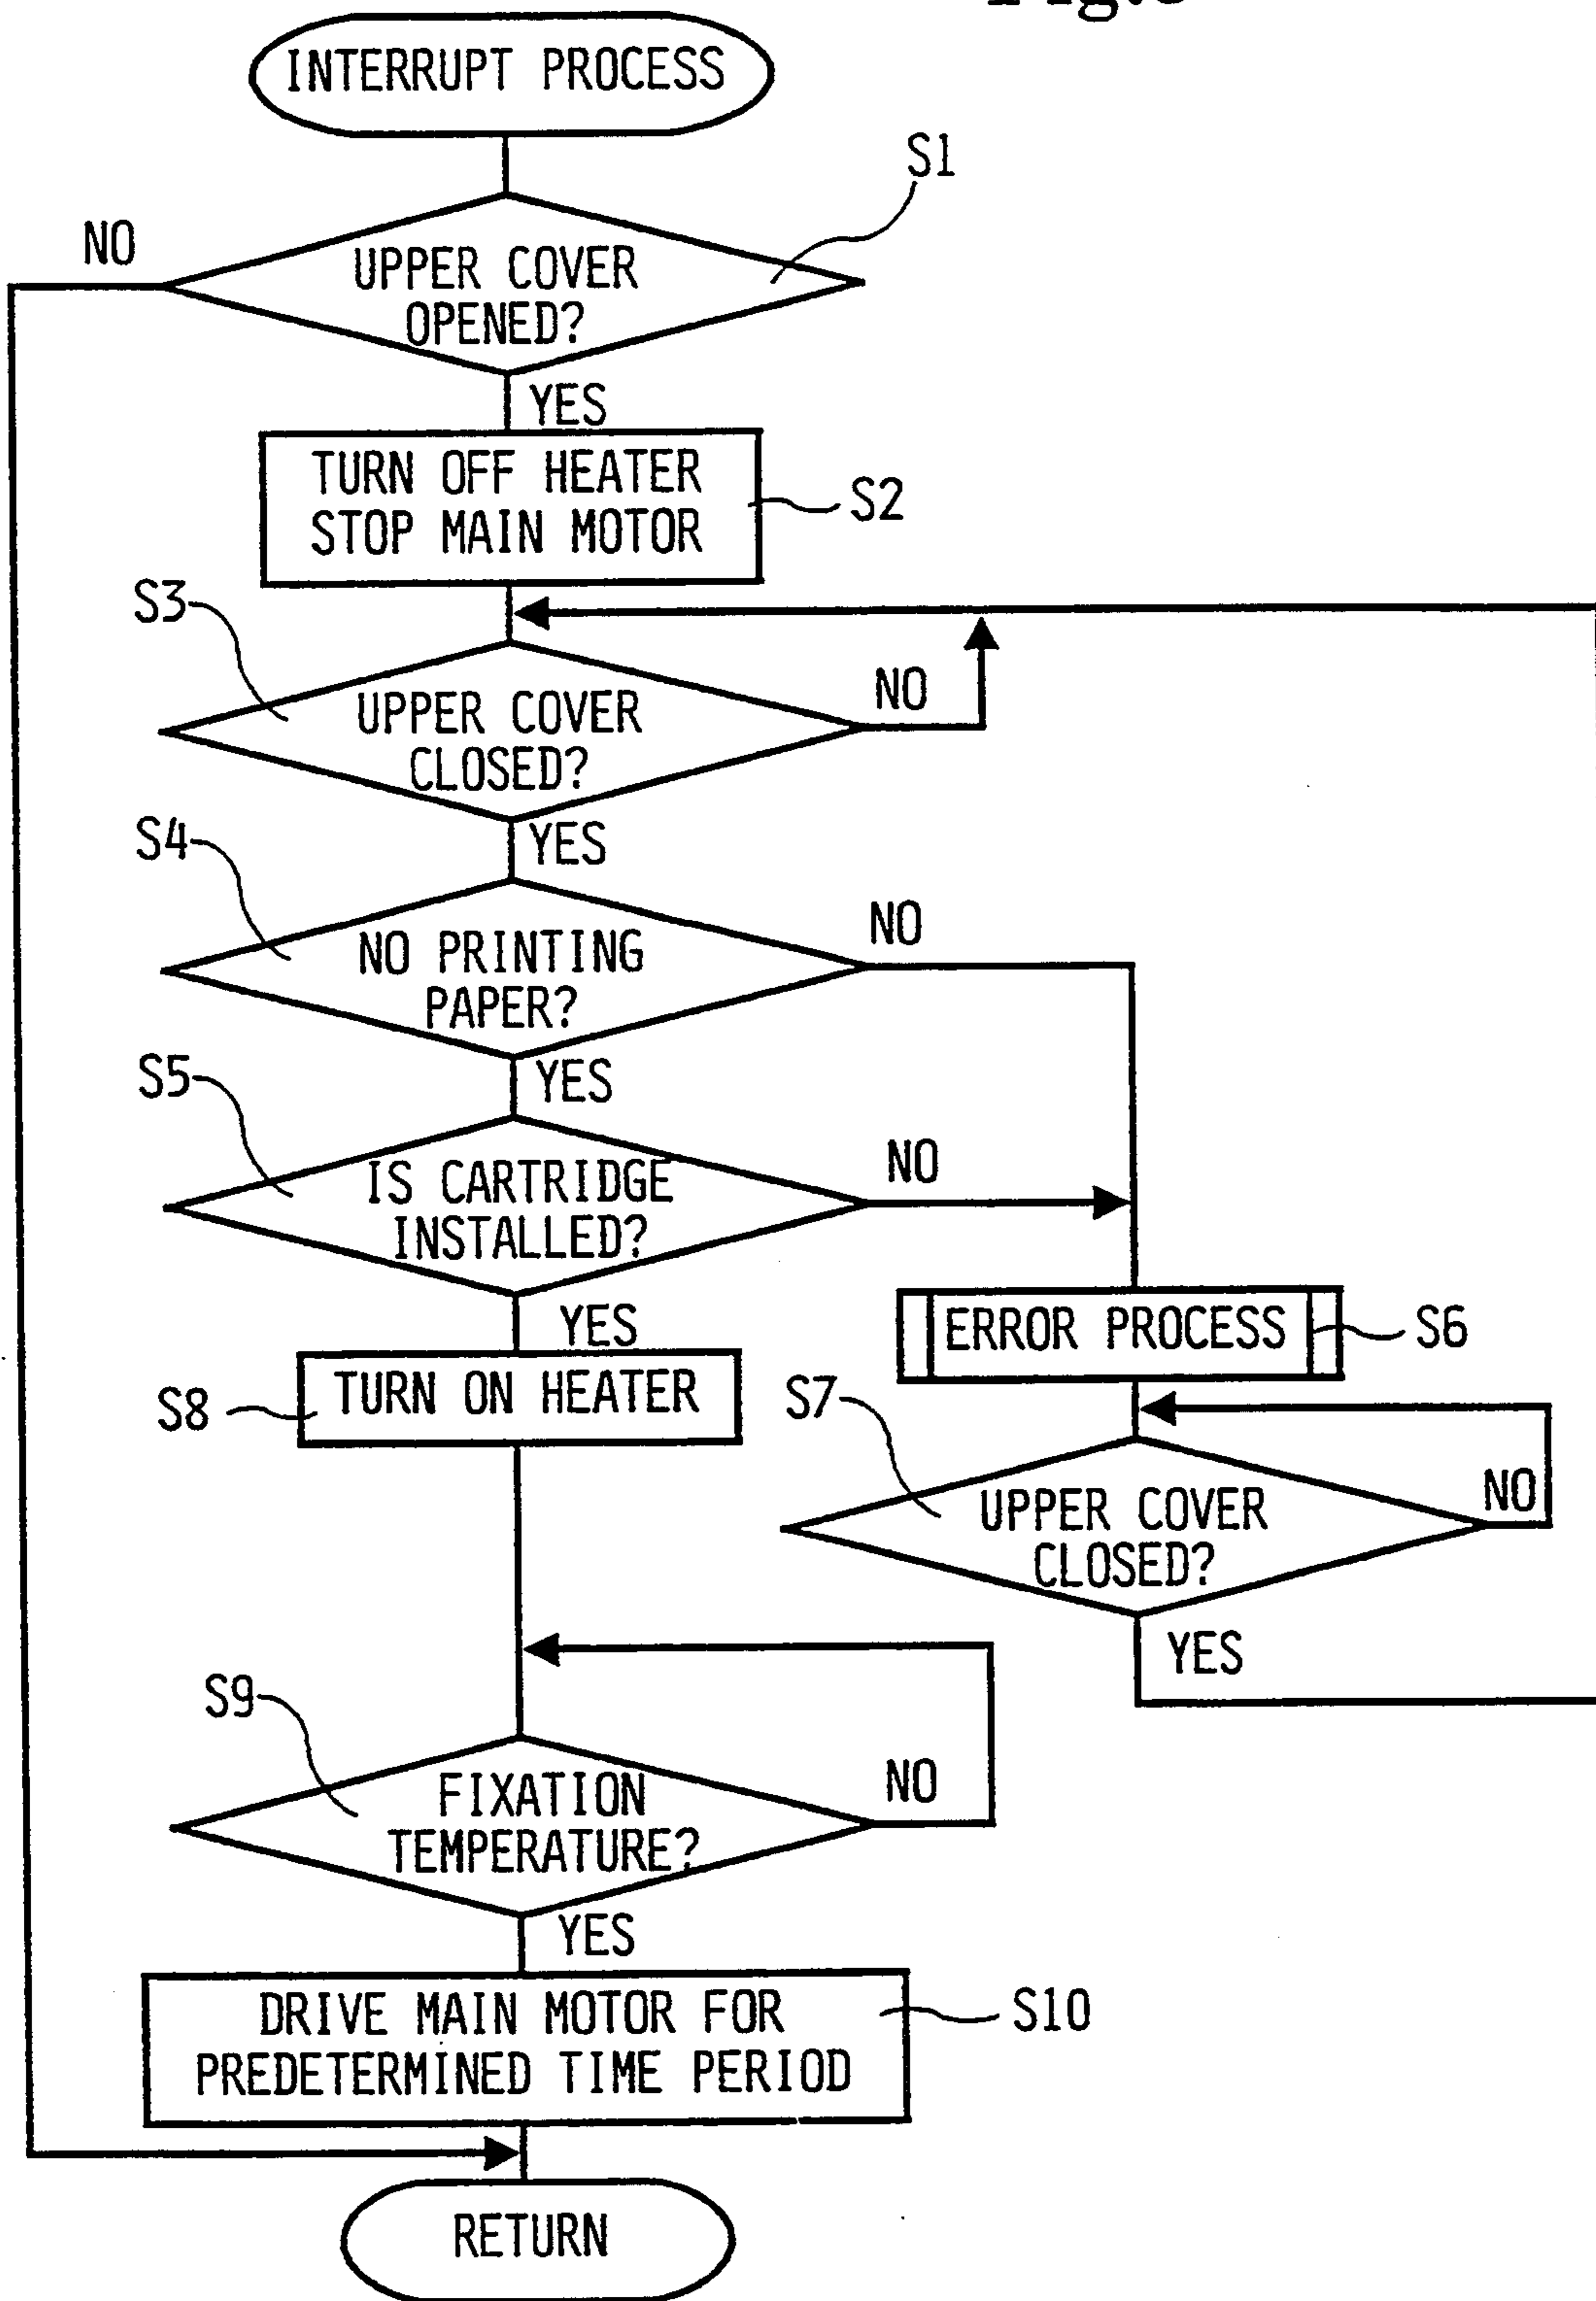 INTERRUPT PROCESS
S1
NO
UPPER COVER
OPENED?
YES
TURN OFF HEATER
STOP MAIN MOTOR
S2
S3
UPPER COVER
CLOSED?
NO
YES
S4
NO PRINTING
PAPER?
NO
YES
S5
IS CARTRIDGE
INSTALLED?
NO
YES
ERROR PROCESS
S6
TURN ON HEATER
S8
S7
UPPER COVER
CLOSED?
NO
YES
S9
FIXATION
TEMPERATURE?
NO
YES
DRIVE MAIN MOTOR FOR
PREDETERMINED TIME PERIOD
S10
RETURN